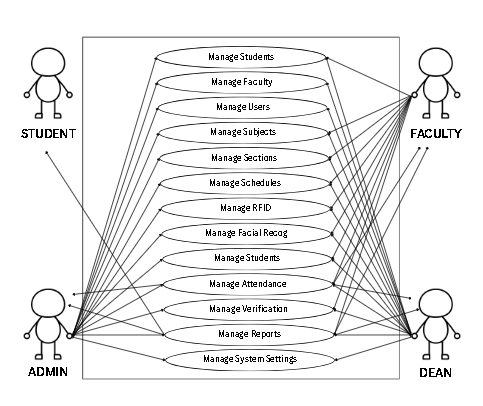 Manage Students
Manage Faculty
Manage Users
STUDENT
FACULTY
Manage Subjects
Manage Sections
Manage Schedules
Manage RFID
Manage Facial Recog
Manage Students
Manage Attendance
Manage Verification
Manage Reports
Manage System Settings
ADMIN
DEAN